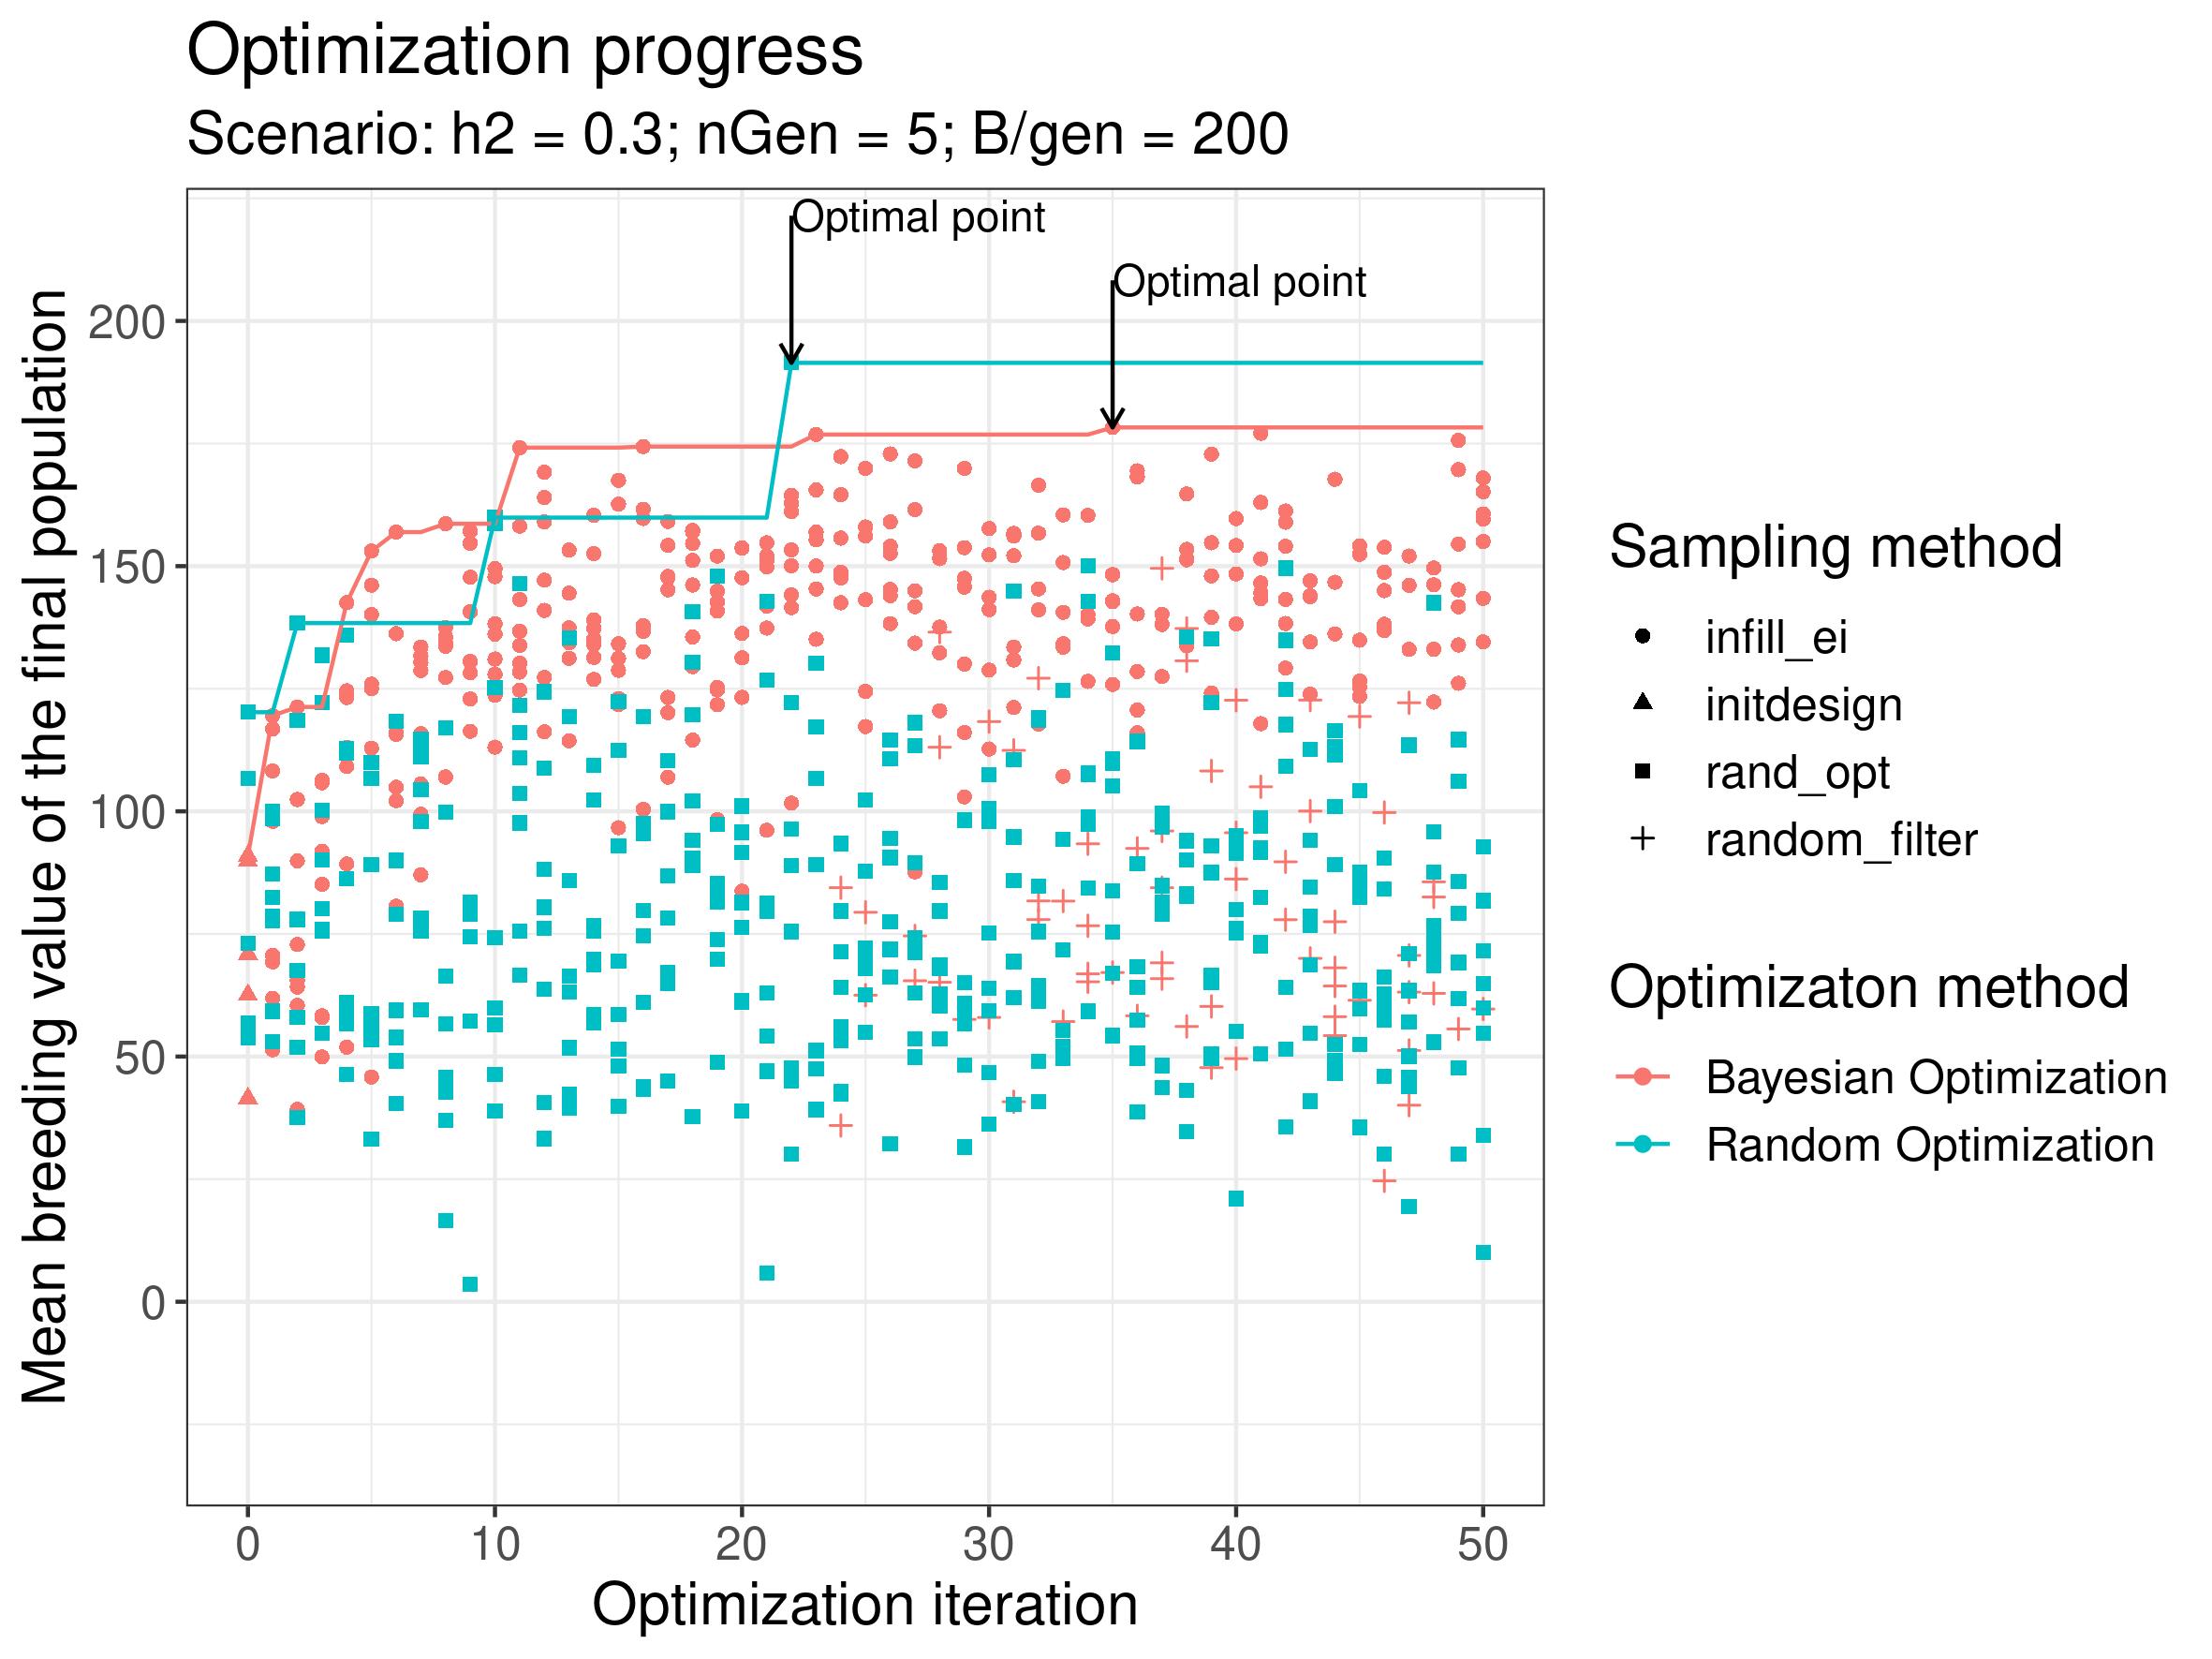 Optimization progress
Scenario: h2 = 0.3; nGen = 5; B/gen = 200
Mean breeding value of the final population
200
150
100
50
0
Optimal point
Optimal point
0
10
20
30
40
50
Optimization iteration
Sampling method
infill_ei
initdesign
rand_opt
random_filter
Optimizaton method
Bayesian Optimization
Random Optimization